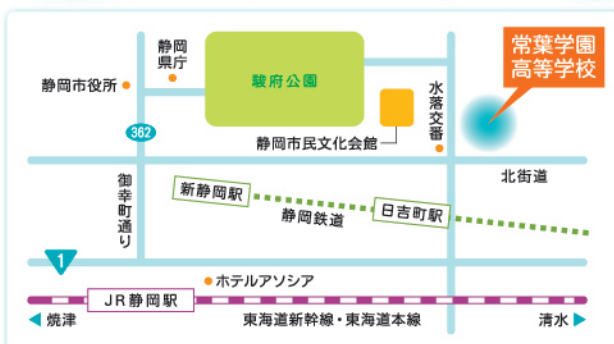 常葉学園
高等学校
静岡
県庁
静岡市役所
駿府公園
水落交番
362
静岡市民文化会館
北街道
御幸町通り
新静岡駅
静岡鉄道
日吉町駅
1
ホテルアソシア
JR静岡駅
焼津
東海道新幹線・東海道本線
清水